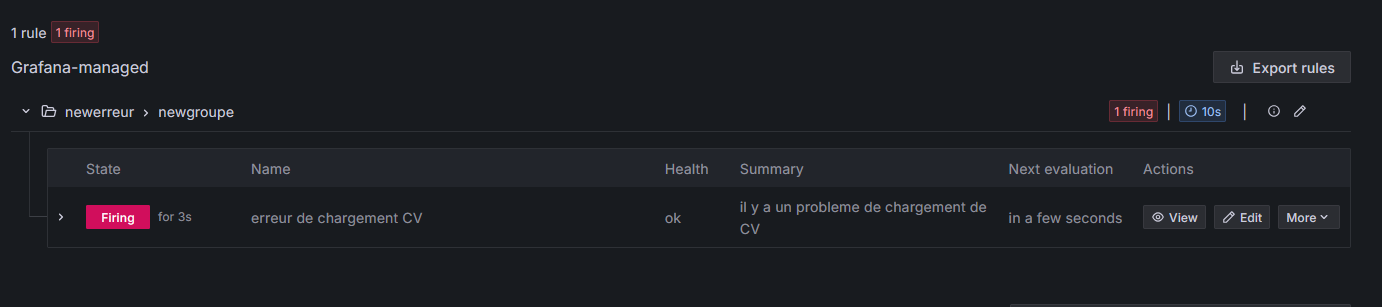 1 rule 1 firing
Grafana-managed
Export rules
newerreur > newgroupe
1 firing | 10s |
State Name Health Summary Next evaluation Actions
Firing for 3s erreur de chargement CV ok il y a un probleme de chargement de
CV in a few seconds View Edit More